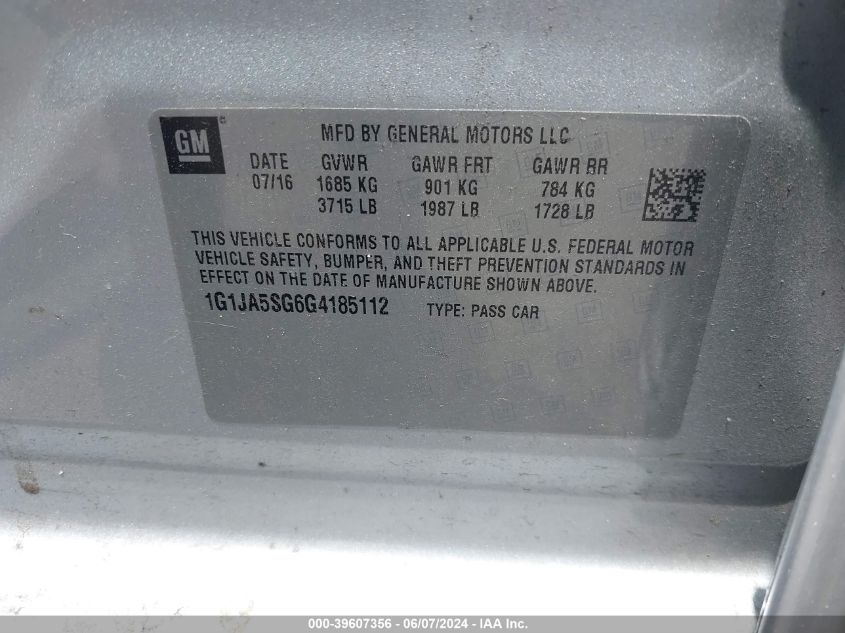 GM
MFD BY GENERAL MOTORS LLC
DATE GVWR GAWR FRT GAWR RR
07/16 1685 KG 901 KG 784 KG
3715 LB 1987 LB 1728 LB
THIS VEHICLE CONFORMS TO ALL APPLICABLE U.S. FEDERAL MOTOR
VEHICLE SAFETY, BUMPER, AND THEFT PREVENTION STANDARDS IN
EFFECT ON THE DATE OF MANUFACTURE SHOWN ABOVE.
1G1JA5SG6G4185112 TYPE: PASS CAR
000-39607356 - 06/07/2024 - IAA Inc.